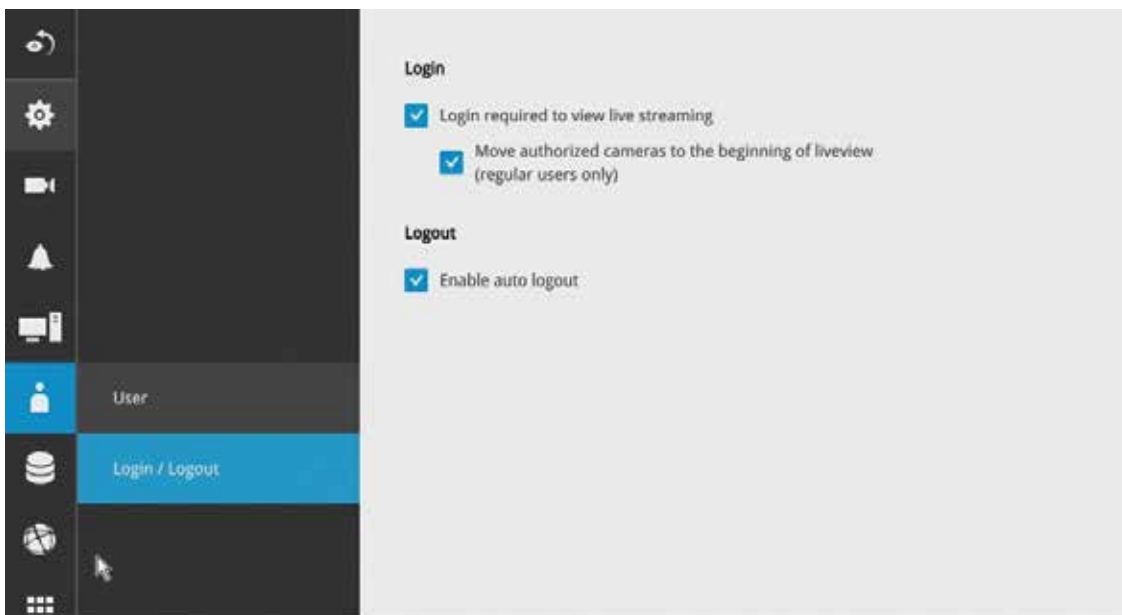 Login
Login required to view live streaming
Move authorized cameras to the beginning of liveview
(regular users only)
Logout
Enable auto logout
User
Login / Logout